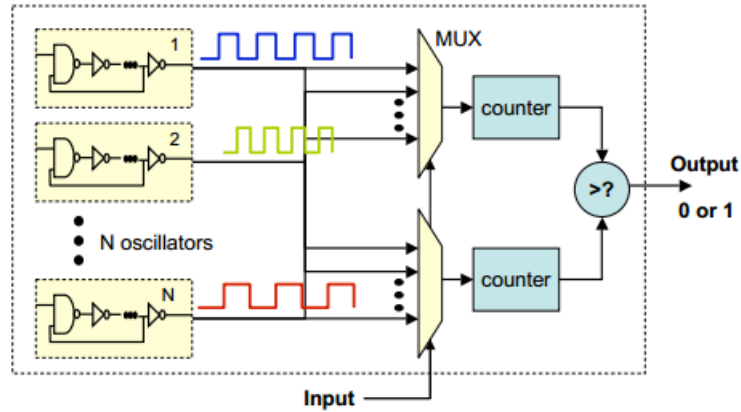 1
MUX
counter
2
>?
Output
0 or 1
N oscillators
counter
N
Input